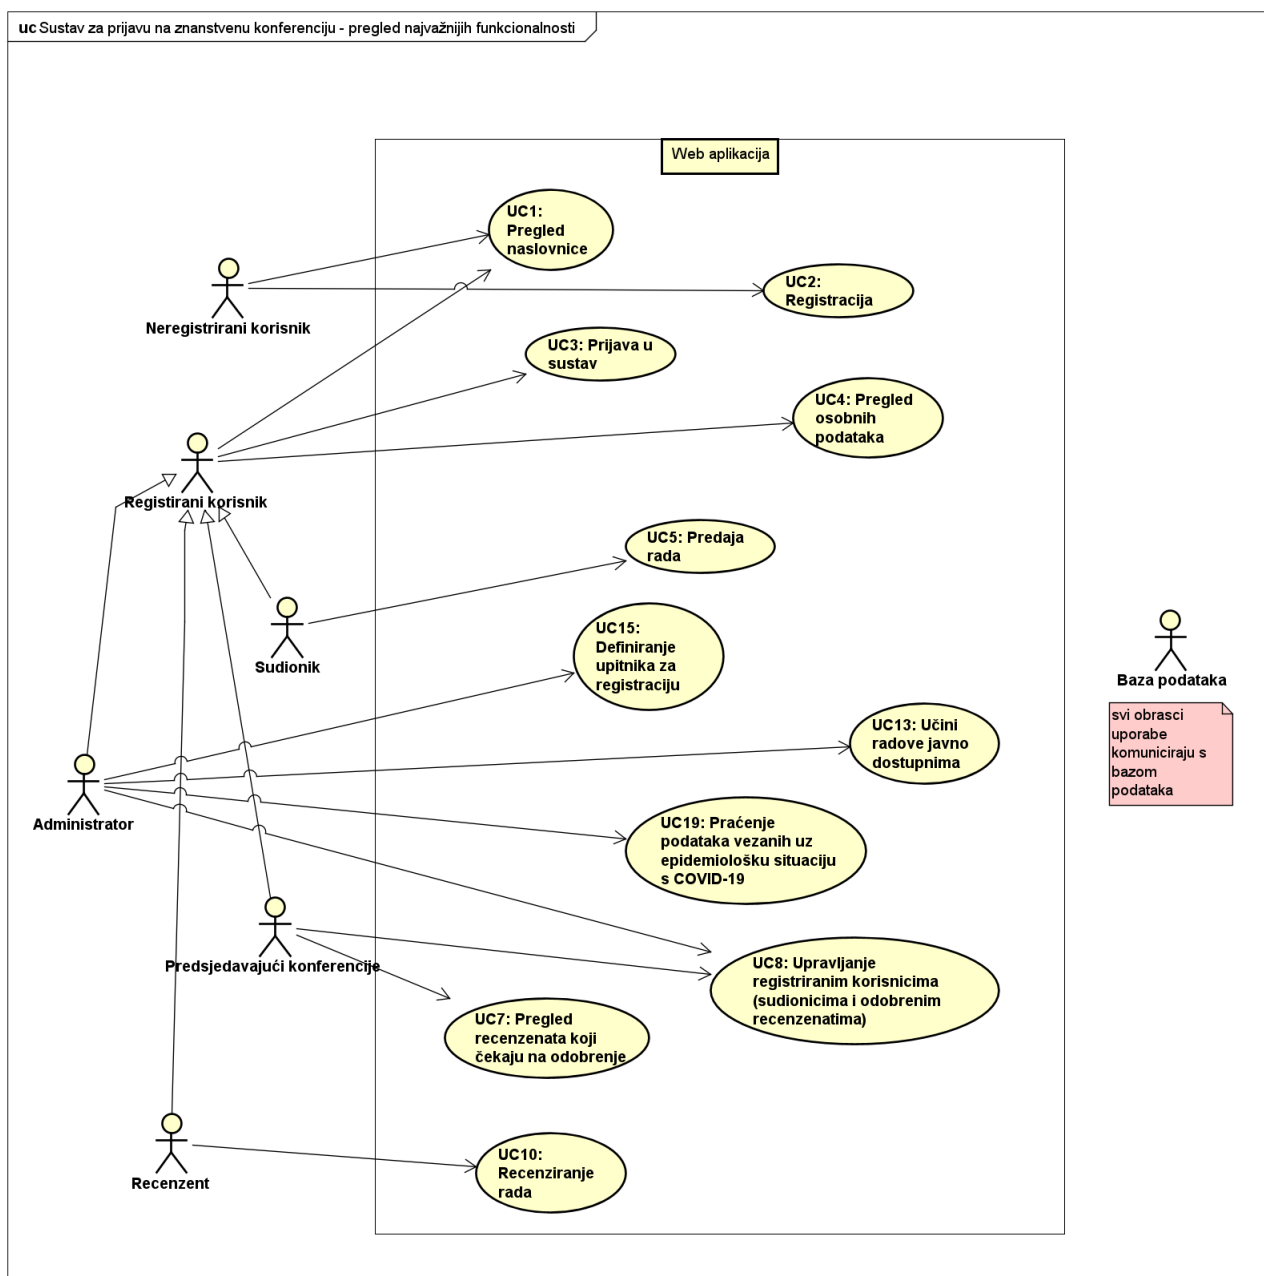 uc Sustav za prijavu na znanstvenu konferenciju - pregled najvažnijih funkcionalnosti
Web aplikacija
UC1:
Pregled
naslovnice
UC2:
Registracija
Neregistrirani korisnik
UC3: Prijava u
sustav
UC4: Pregled
osobnih
podataka
Registirani korisnik
UC5: Predaja
rada
UC15:
Definiranje
upitnika za
registraciju
Sudionik
Baza podataka
svi obrasci
uporabe
komuniciraju s
bazom
podataka
UC13: Učini
radove javno
dostupnima
Administrator
UC19: Praćenje
podataka vezanih uz
epidemiološku situaciju
s COVID-19
Predsjedavajući konferencije
UC8: Upravljanje
registriranim korisnicima
(sudionicima i odobrenim
recenzenatima)
UC7: Pregled
recenzenata koji
čekaju na odobrenje
UC10:
Recenziranje
rada
Recenzent